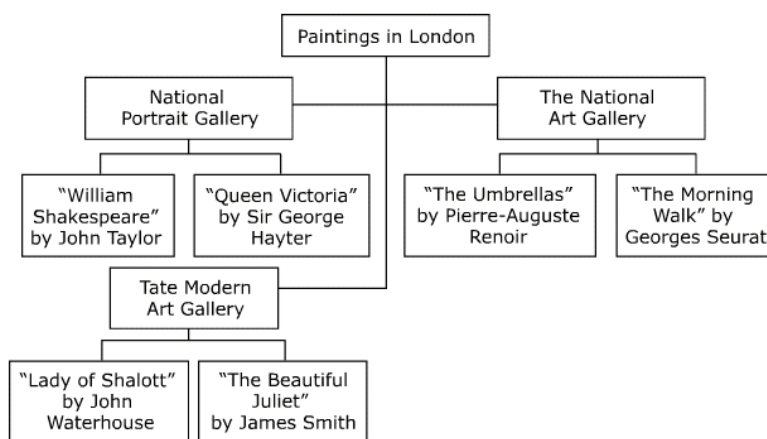 Paintings in London
National
Portrait Gallery
The National
Art Gallery
“William
Shakespeare”
by John Taylor
“Queen Victoria”
by Sir George
Hayter
“The Umbrellas”
by Pierre-Auguste
Renoir
“The Morning
Walk” by
Georges Seurat
Tate Modern
Art Gallery
“Lady of Shalott”
by John
Waterhouse
“The Beautiful
Juliet”
by James Smith